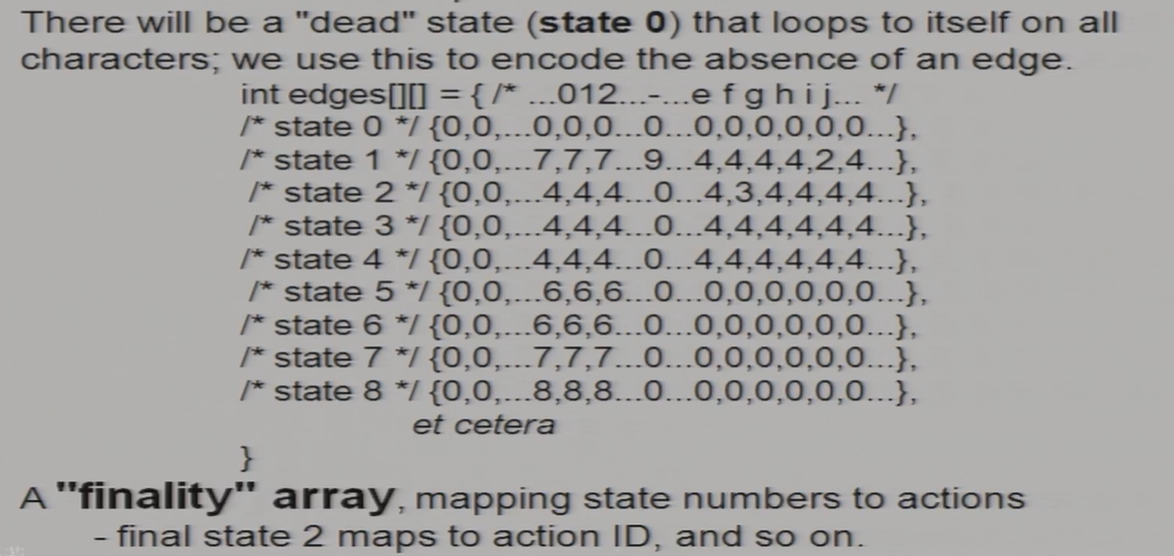 There will be a "dead" state (state 0) that loops to itself on all
characters; we use this to encode the absence of an edge.
int edges[][] = { /* ...012...-...e f g h i j... */
/* state 0 */ {0,0,...0,0,0...0...0,0,0,0,0,0...},
/* state 1 */ {0,0,...7,7,7...9...4,4,4,4,2,4...},
/* state 2 */ {0,0,...4,4,4...0...4,3,4,4,4,4...},
/* state 3 */ {0,0,...4,4,4...0...4,4,4,4,4,4...},
/* state 4 */ {0,0,...4,4,4...0...4,4,4,4,4,4...},
/* state 5 */ {0,0,...6,6,6...0...0,0,0,0,0,0...},
/* state 6 */ {0,0,...6,6,6...0...0,0,0,0,0,0...},
/* state 7 */ {0,0,...7,7,7...0...0,0,0,0,0,0...},
/* state 8 */ {0,0,...8,8,8...0...0,0,0,0,0,0...},
et cetera
}
A "finality" array, mapping state numbers to actions
- final state 2 maps to action ID, and so on.